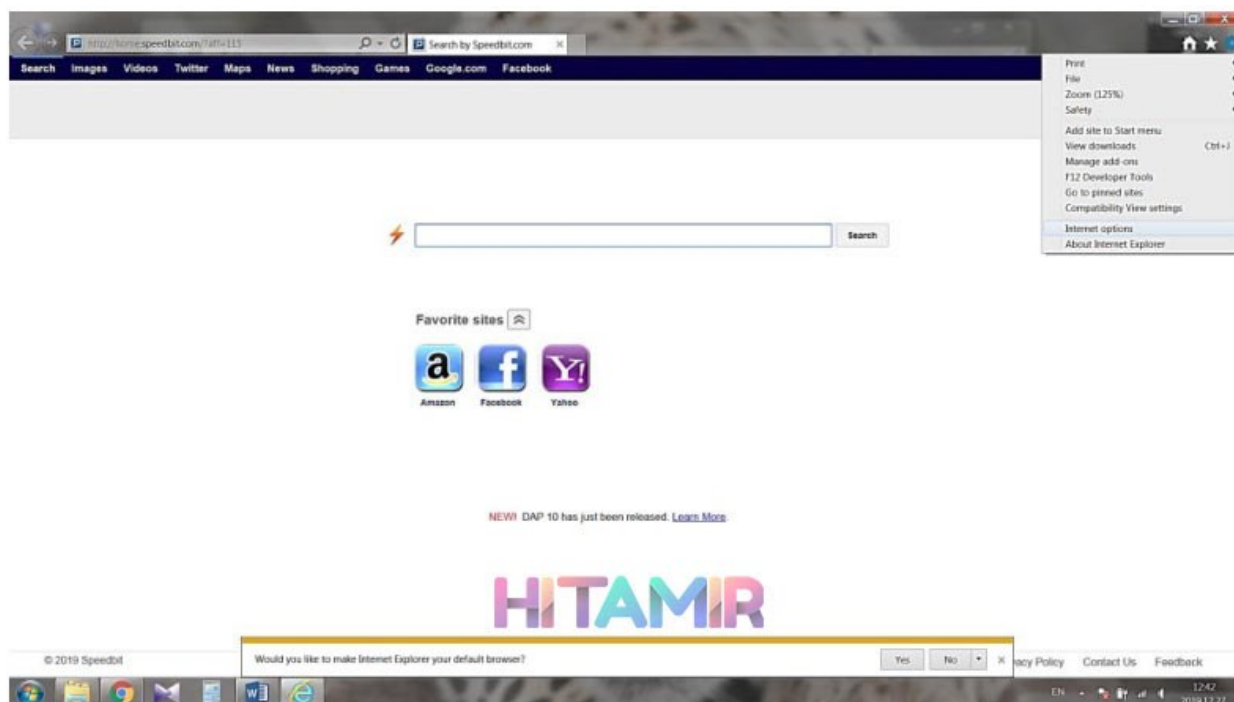 http://home.speedbit.com/?aff=115
Search by Speedbit.com
Search Images Videos Twitter Maps News Shopping Games Google.com Facebook
Print
File
Zoom (125%)
Safety
Add site to Start menu
View downloads Ctrl+J
Manage add-ons
F12 Developer Tools
Go to pinned sites
Compatibility View settings
Internet options
About Internet Explorer
Search
Favorite sites
Amazon Facebook Yahoo
NEW! DAP 10 has just been released. Learn More
HITAMIR
Would you like to make Internet Explorer your default browser? Yes No
© 2019 Speedbit
Policy Contact Us Feedback
EN 12:42
2019.12.27